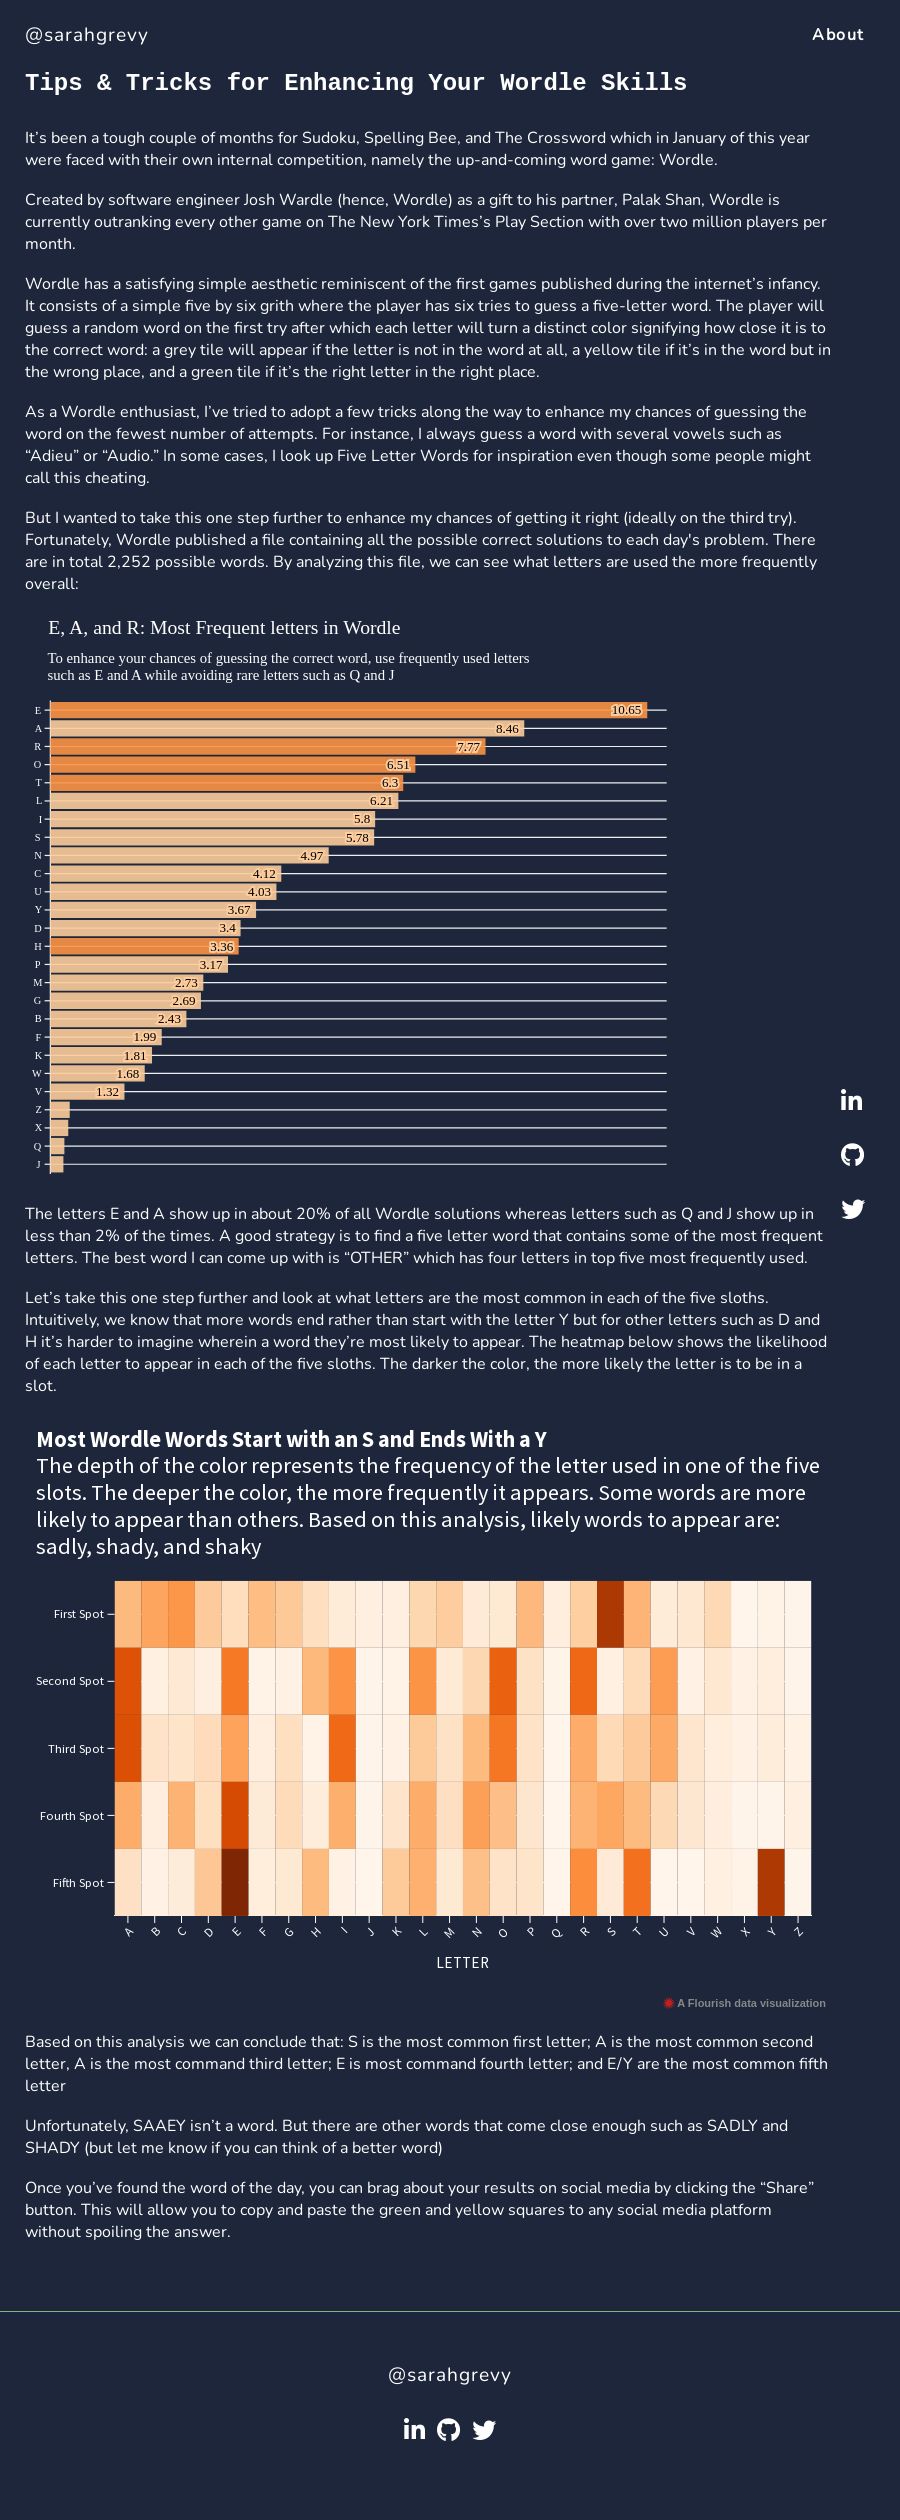 @sarahgrevy
About
Tips & Tricks for Enhancing Your Wordle Skills
It’s been a tough couple of months for Sudoku, Spelling Bee, and The Crossword which in January of this year
were faced with their own internal competition, namely the up-and-coming word game: Wordle.
Created by software engineer Josh Wardle (hence, Wordle) as a gift to his partner, Palak Shan, Wordle is
currently outranking every other game on The New York Times’s Play Section with over two million players per
month.
Wordle has a satisfying simple aesthetic reminiscent of the first games published during the internet’s infancy.
It consists of a simple five by six grith where the player has six tries to guess a five-letter word. The player will
guess a random word on the first try after which each letter will turn a distinct color signifying how close it is to
the correct word: a grey tile will appear if the letter is not in the word at all, a yellow tile if it’s in the word but in
the wrong place, and a green tile if it’s the right letter in the right place.
As a Wordle enthusiast, I’ve tried to adopt a few tricks along the way to enhance my chances of guessing the
word on the fewest number of attempts. For instance, I always guess a word with several vowels such as
“Adieu” or “Audio.” In some cases, I look up Five Letter Words for inspiration even though some people might
call this cheating.
But I wanted to take this one step further to enhance my chances of getting it right (ideally on the third try).
Fortunately, Wordle published a file containing all the possible correct solutions to each day's problem. There
are in total 2,252 possible words. By analyzing this file, we can see what letters are used the more frequently
overall:
E, A, and R: Most Frequent letters in Wordle
To enhance your chances of guessing the correct word, use frequently used letters
such as E and A while avoiding rare letters such as Q and J
E 10.65
A 8.46
R 7.77
O 6.51
T 6.3
L 6.21
I 5.8
S 5.78
N 4.97
C 4.12
U 4.03
Y 3.67
D 3.4
H 3.36
P 3.17
M 2.73
G 2.69
B 2.43
F 1.99
K 1.81
W 1.68
V 1.32
Z
X
Q
J
The letters E and A show up in about 20% of all Wordle solutions whereas letters such as Q and J show up in
less than 2% of the times. A good strategy is to find a five letter word that contains some of the most frequent
letters. The best word I can come up with is “OTHER” which has four letters in top five most frequently used.
Let’s take this one step further and look at what letters are the most common in each of the five sloths.
Intuitively, we know that more words end rather than start with the letter Y but for other letters such as D and
H it’s harder to imagine wherein a word they’re most likely to appear. The heatmap below shows the likelihood
of each letter to appear in each of the five sloths. The darker the color, the more likely the letter is to be in a
slot.
Most Wordle Words Start with an S and Ends With a Y
The depth of the color represents the frequency of the letter used in one of the five
slots. The deeper the color, the more frequently it appears. Some words are more
likely to appear than others. Based on this analysis, likely words to appear are:
sadly, shady, and shaky
First Spot
Second Spot
Third Spot
Fourth Spot
Fifth Spot
A B C D E F G H I J K L M N O P Q R S T U V W X Y Z
LETTER
A Flourish data visualization
Based on this analysis we can conclude that: S is the most common first letter; A is the most common second
letter, A is the most command third letter; E is most command fourth letter; and E/Y are the most common fifth
letter
Unfortunately, SAAEY isn’t a word. But there are other words that come close enough such as SADLY and
SHADY (but let me know if you can think of a better word)
Once you’ve found the word of the day, you can brag about your results on social media by clicking the “Share”
button. This will allow you to copy and paste the green and yellow squares to any social media platform
without spoiling the answer.
@sarahgrevy